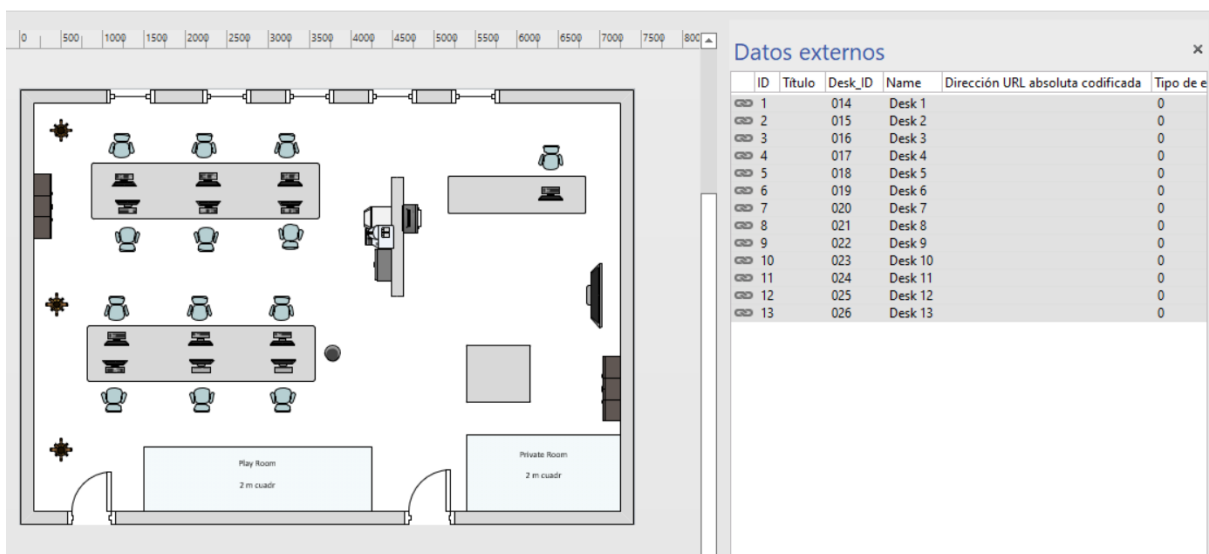 0 500 1000 1500 2000 2500 3000 3500 4000 4500 5000 5500 6000 6500 7000 7500 800
Datos externos
ID Título Desk_ID Name Dirección URL absoluta codificada Tipo de e
1 014 Desk 1 0
2 015 Desk 2 0
3 016 Desk 3 0
4 017 Desk 4 0
5 018 Desk 5 0
6 019 Desk 6 0
7 020 Desk 7 0
8 021 Desk 8 0
9 022 Desk 9 0
10 023 Desk 10 0
11 024 Desk 11 0
12 025 Desk 12 0
13 026 Desk 13 0
Play Room
2 m cuadr
Private Room
2 m cuadr